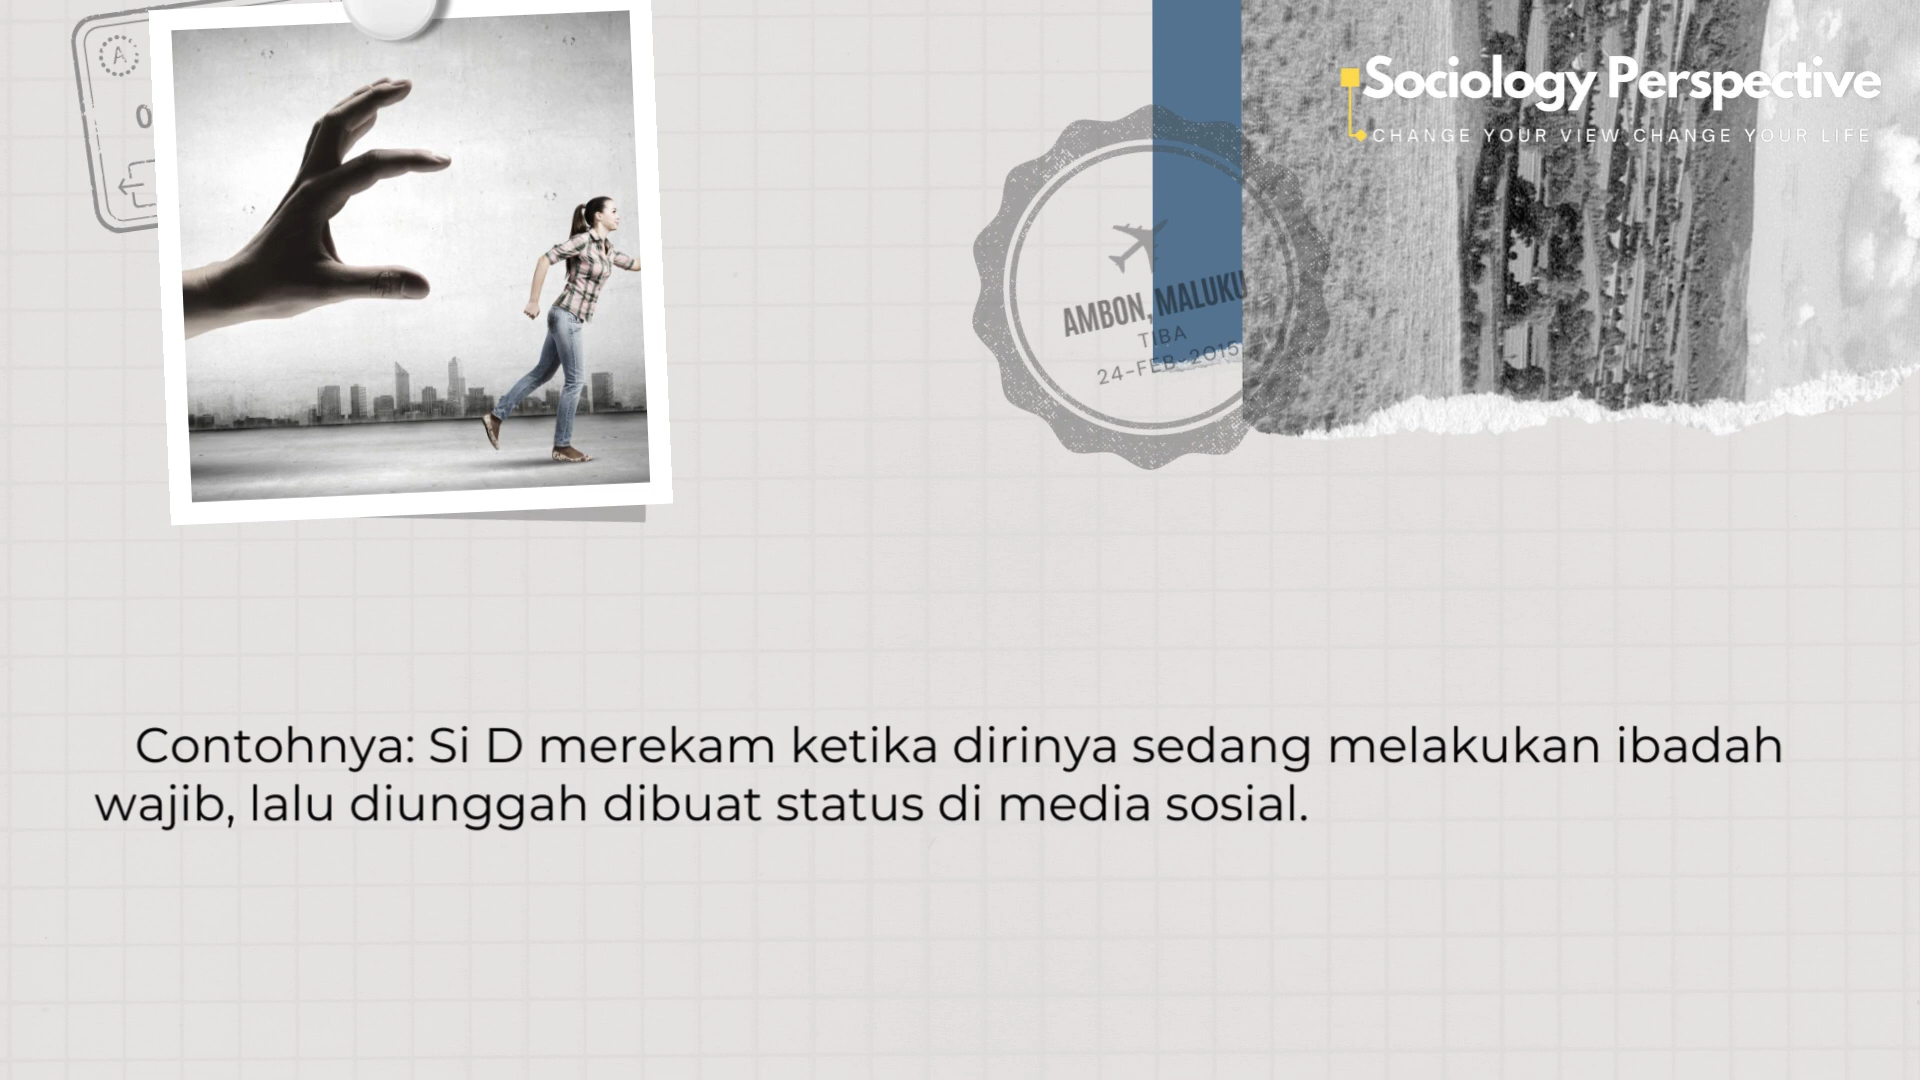 A
0
Sociology Perspective
CHANGE YOUR VIEW CHANGE YOUR LIFE
AMBON, MALUKU
TIBA
24-FEB-2015
Contohnya: Si D merekam ketika dirinya sedang melakukan ibadah
wajib, lalu diunggah dibuat status di media sosial.